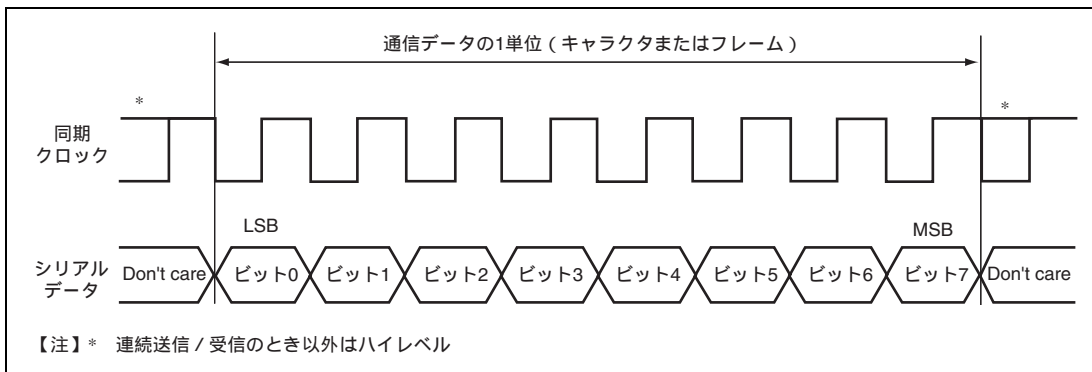 通信データの1単位（キャラクタまたはフレーム）
*
*
同期
クロック
LSB
MSB
シリアル
データ
Don't care
ビット0
ビット1
ビット2
ビット3
ビット4
ビット5
ビット6
ビット7
Don't care
【注】* 連続送信 / 受信のとき以外はハイレベル